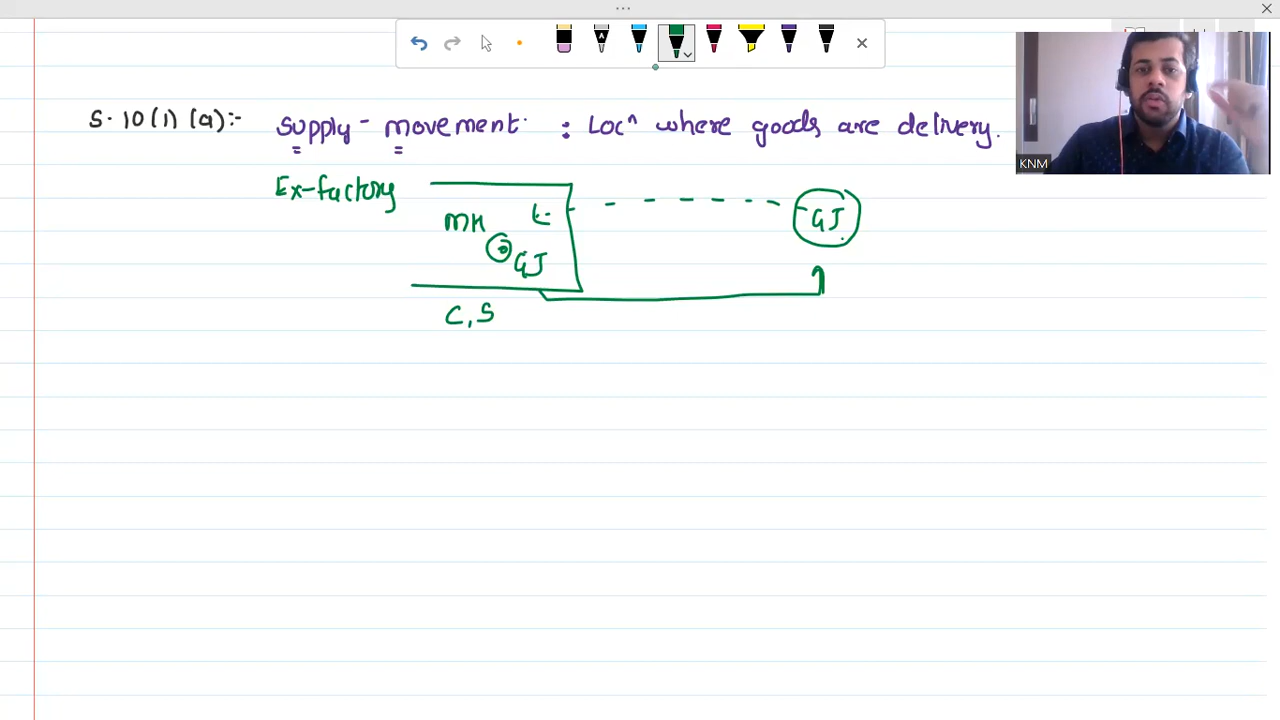 S. 10(1) (a):- Supply - movement : Locⁿ where goods are delivery.
KNM
Ex-factory
MH t GJ
GJ
C, S